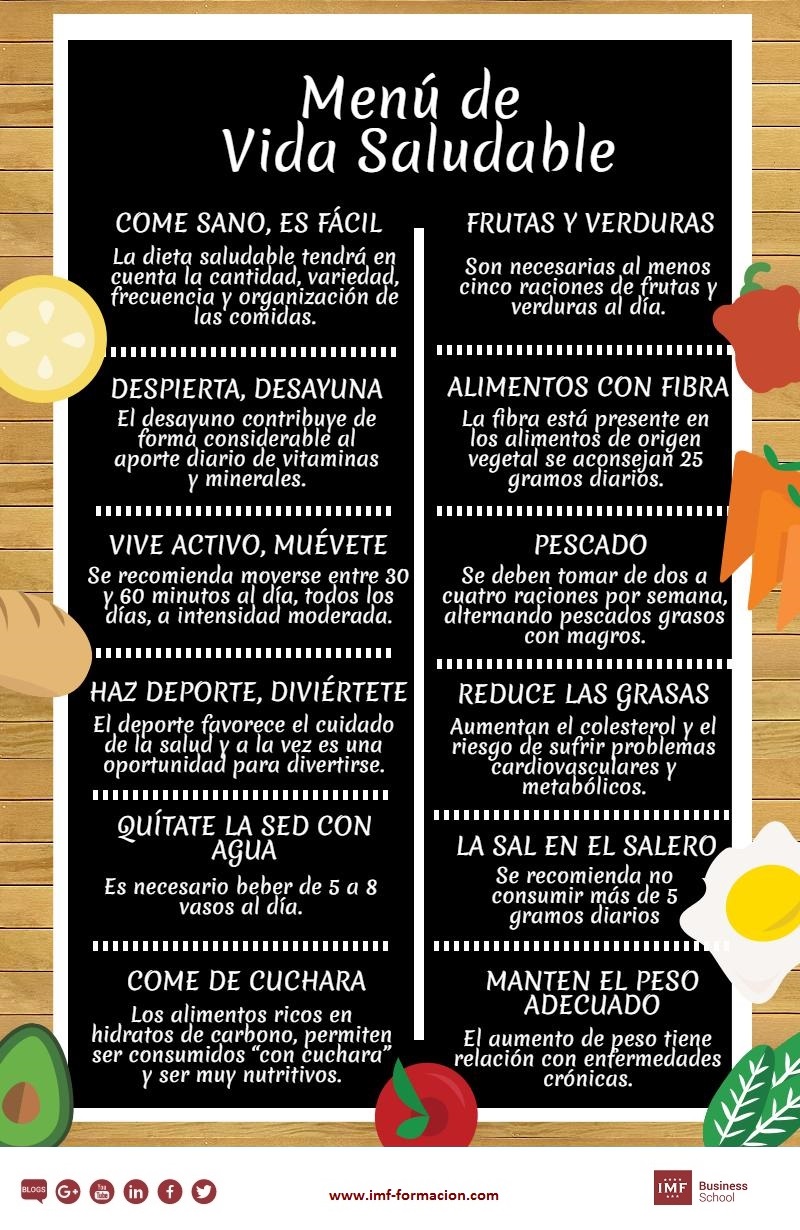 Menú de
Vida Saludable
COME SANO, ES FÁCIL
La dieta saludable tendrá en
cuenta la cantidad, variedad,
frecuencia y organización de
las comidas.
DESPIERTA, DESAYUNA
El desayuno contribuye de
forma considerable al
aporte diario de vitaminas
y minerales.
VIVE ACTIVO, MUÉVETE
Se recomienda moverse entre 30
y 60 minutos al día, todos los
días, a intensidad moderada.
HAZ DEPORTE, DIVIÉRTETE
El deporte favorece el cuidado
de la salud y a la vez es una
oportunidad para divertirse.
QUÍTATE LA SED CON
AGUA
Es necesario beber de 5 a 8
vasos al día.
COME DE CUCHARA
Los alimentos ricos en
hidratos de carbono, permiten
ser consumidos “con cuchara”
y ser muy nutritivos.
FRUTAS Y VERDURAS
Son necesarias al menos
cinco raciones de frutas y
verduras al día.
ALIMENTOS CON FIBRA
La fibra está presente en
los alimentos de origen
vegetal se aconsejan 25
gramos diarios.
PESCADO
Se deben tomar de dos a
cuatro raciones por semana,
alternando pescados grasos
con magros.
REDUCE LAS GRASAS
Aumentan el colesterol y el
riesgo de sufrir problemas
cardiovasculares y
metabólicos.
LA SAL EN EL SALERO
Se recomienda no
consumir más de 5
gramos diarios
MANTEN EL PESO
ADECUADO
El aumento de peso tiene
relación con enfermedades
crónicas.
BLOGS
You
Tube
www.imf-formacion.com
IMF
Business
School